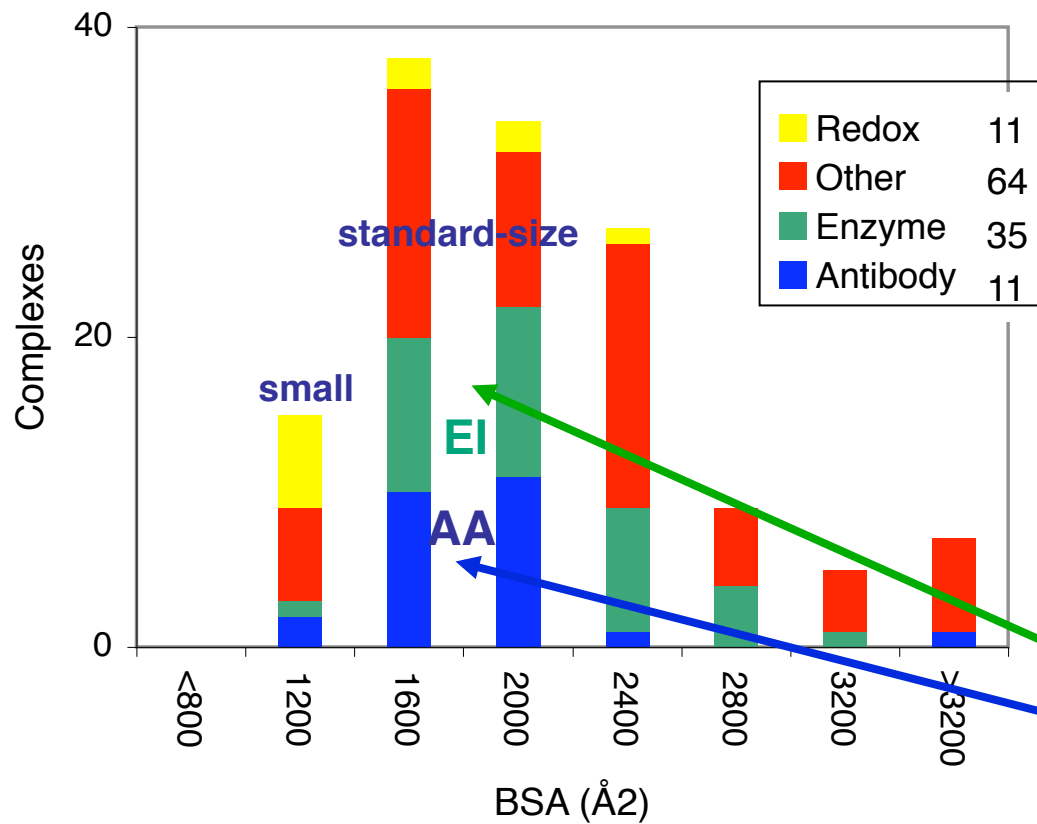 40
Redox 11
Other 64
Enzyme 35
Antibody 11
standard-size
Complexes
20
small
EI
AA
0
<800
1200
1600
2000
2400
2800
3200
>3200
BSA (Å2)